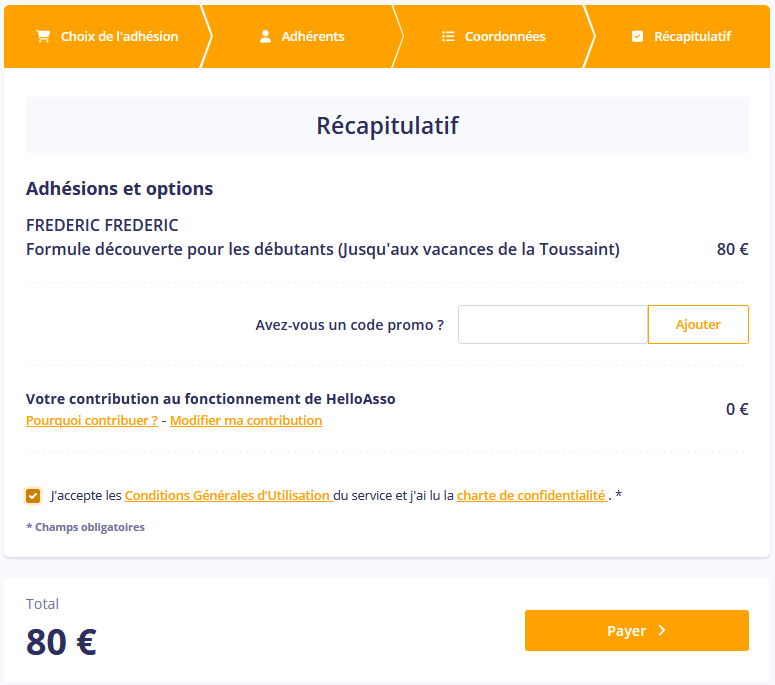 Choix de l'adhésion
Adhérents
Coordonnées
Récapitulatif
Récapitulatif
Adhésions et options
FREDERIC FREDERIC
Formule découverte pour les débutants (Jusqu'aux vacances de la Toussaint) 80 €
Avez-vous un code promo ? Ajouter
Votre contribution au fonctionnement de HelloAsso
Pourquoi contribuer ? - Modifier ma contribution
0 €
J'accepte les Conditions Générales d'Utilisation du service et j'ai lu la charte de confidentialité . *
* Champs obligatoires
Total
80 €
Payer